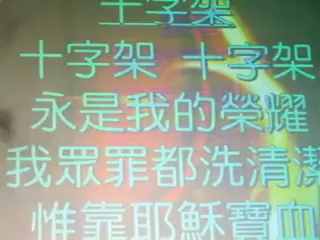 十字架
十字架 十字架
永是我的榮耀
我眾罪都洗清潔
惟靠耶穌寶血